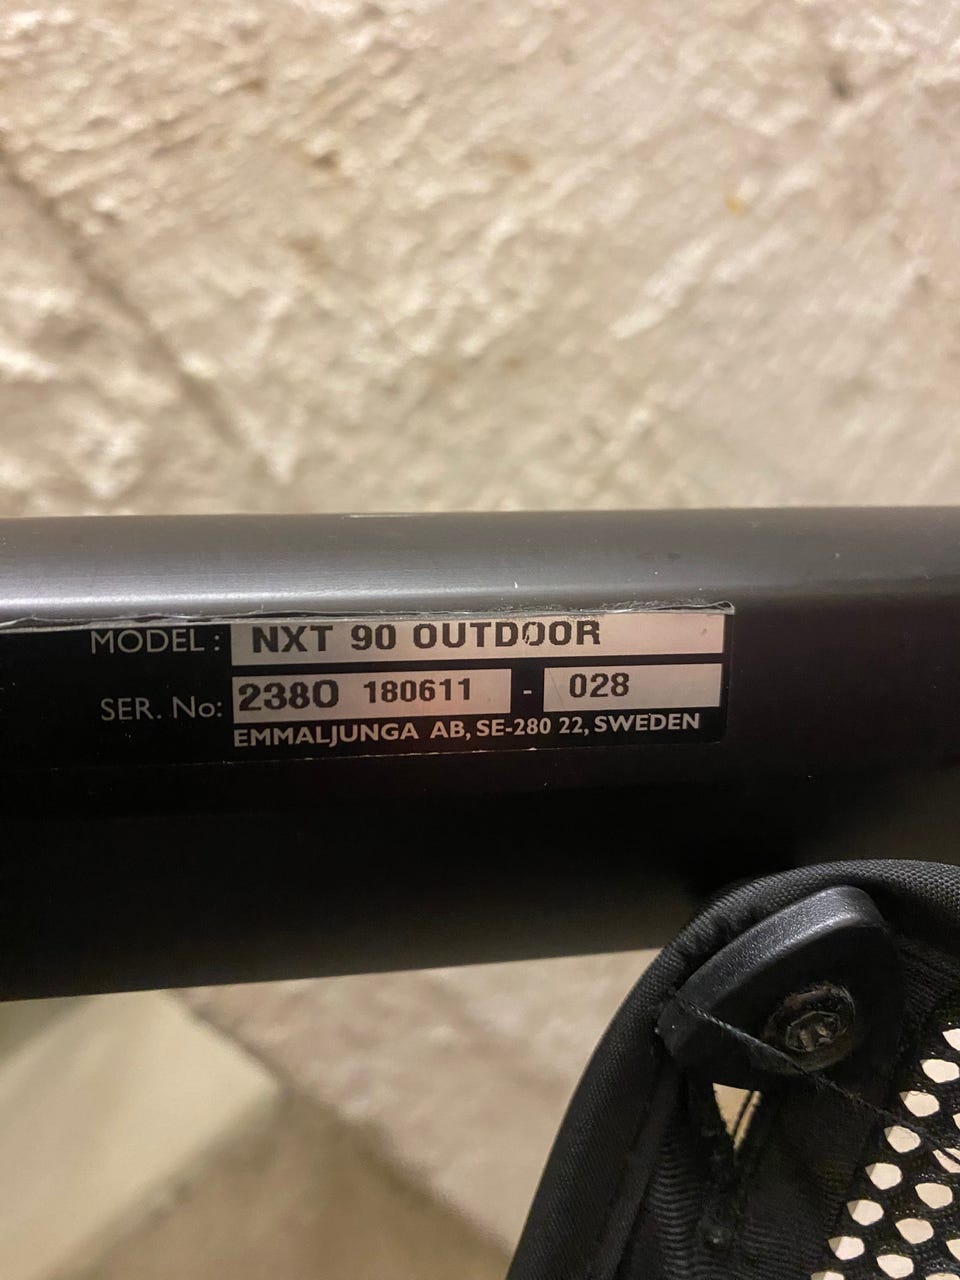 MODEL: NXT 90 OUTDOOR
SER. No: 2380 180611 - 028
EMMALJUNGA AB, SE-280 22, SWEDEN